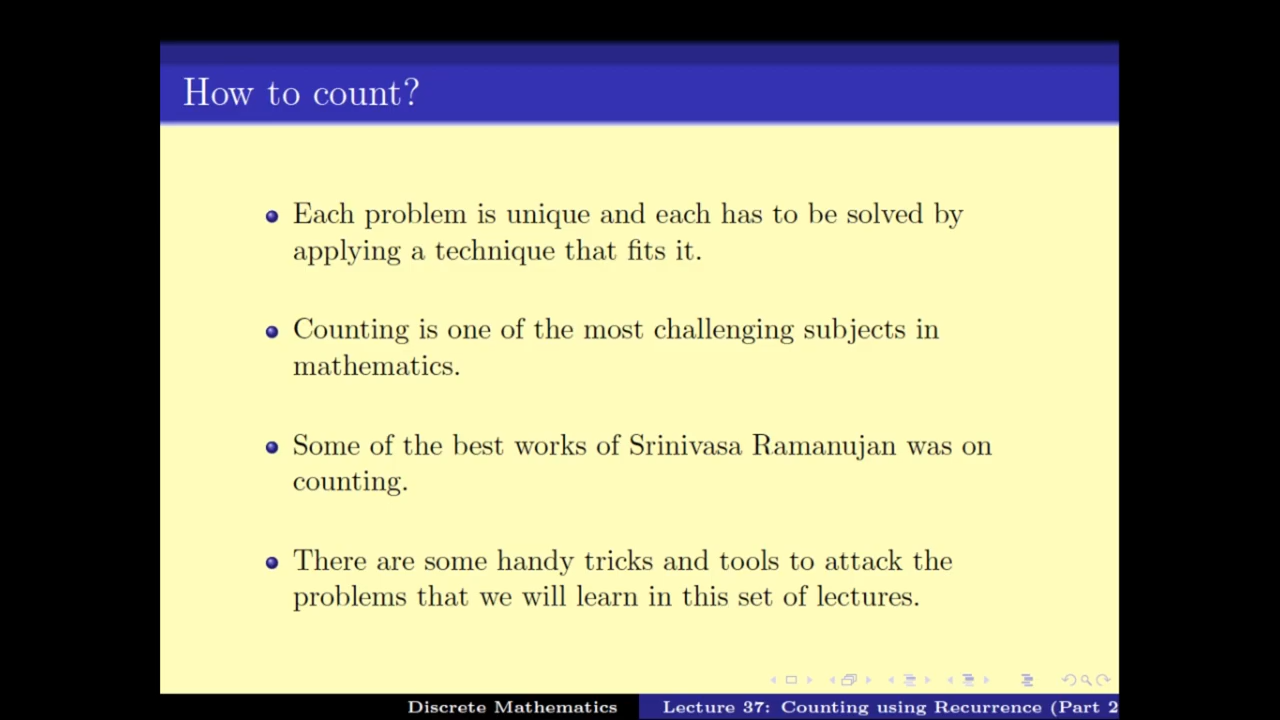 How to count?
Each problem is unique and each has to be solved by
applying a technique that fits it.
Counting is one of the most challenging subjects in
mathematics.
Some of the best works of Srinivasa Ramanujan was on
counting.
There are some handy tricks and tools to attack the
problems that we will learn in this set of lectures.
Discrete Mathematics
Lecture 37: Counting using Recurrence (Part 2